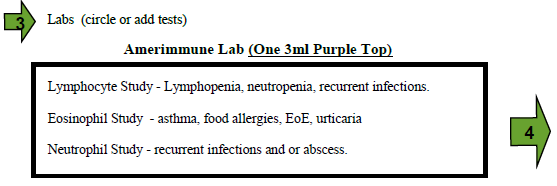 3 Labs (circle or add tests)
Amerimmune Lab (One 3ml Purple Top)
Lymphocyte Study - Lymphopenia, neutropenia, recurrent infections.
Eosinophil Study - asthma, food allergies, EoE, urticaria
Neutrophil Study - recurrent infections and or abscess.
4